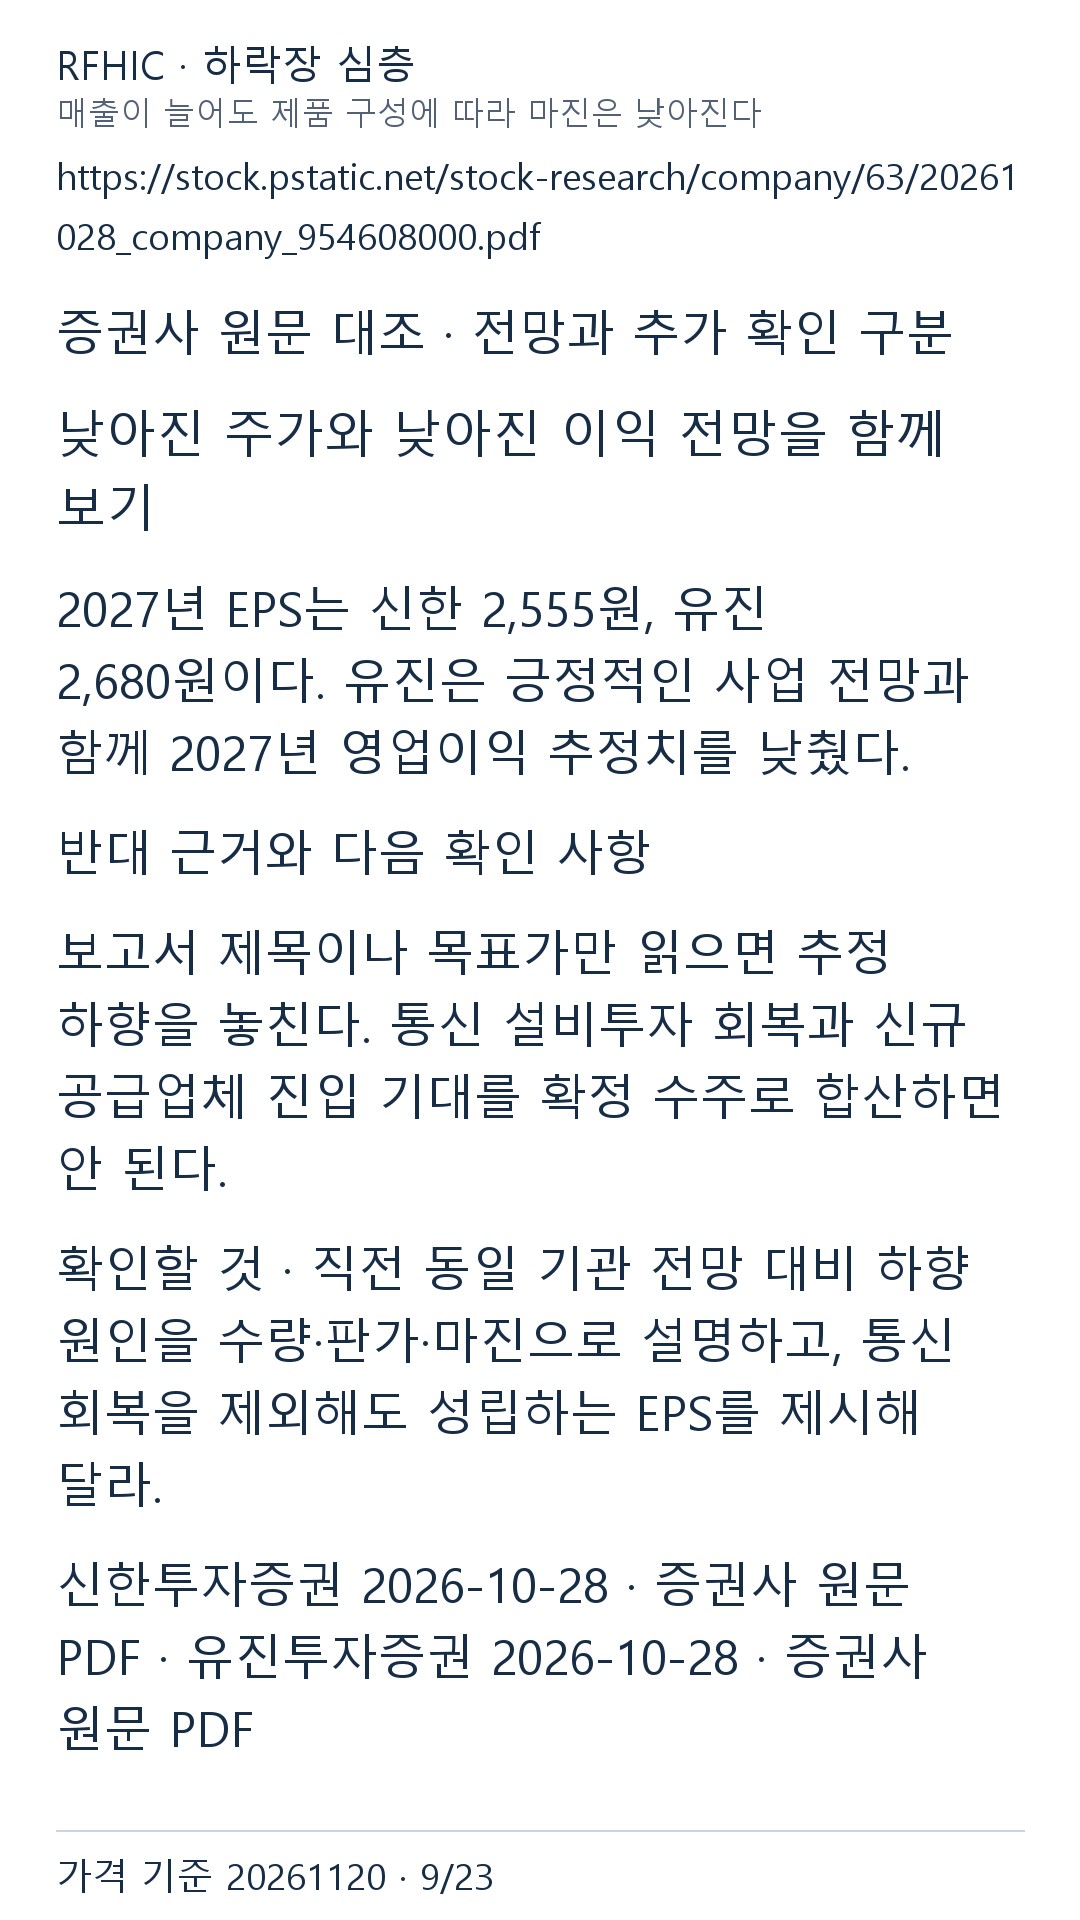 RFHIC · 하락장 심층
매출이 늘어도 제품 구성에 따라 마진은 낮아진다
https://stock.pstatic.net/stock-research/company/63/20261
028_company_954608000.pdf
증권사 원문 대조 · 전망과 추가 확인 구분
낮아진 주가와 낮아진 이익 전망을 함께
보기
2027년 EPS는 신한 2,555원, 유진
2,680원이다. 유진은 긍정적인 사업 전망과
함께 2027년 영업이익 추정치를 낮췄다.
반대 근거와 다음 확인 사항
보고서 제목이나 목표가만 읽으면 추정
하향을 놓친다. 통신 설비투자 회복과 신규
공급업체 진입 기대를 확정 수주로 합산하면
안 된다.
확인할 것 · 직전 동일 기관 전망 대비 하향
원인을 수량·판가·마진으로 설명하고, 통신
회복을 제외해도 성립하는 EPS를 제시해
달라.
신한투자증권 2026-10-28 · 증권사 원문
PDF · 유진투자증권 2026-10-28 · 증권사
원문 PDF
가격 기준 20261120 · 9/23